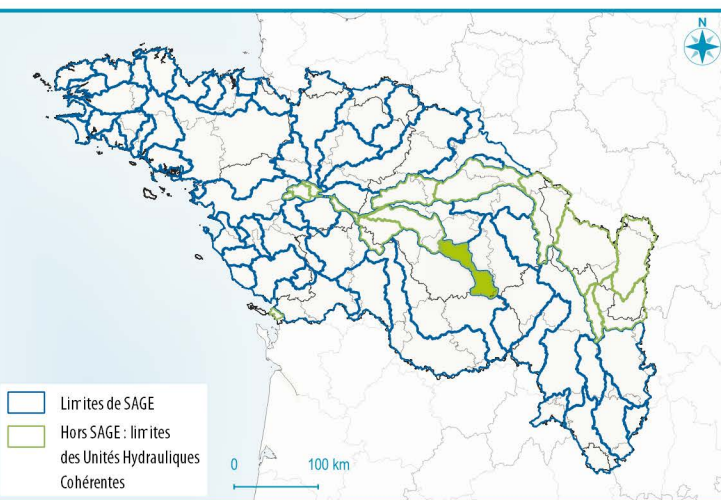 N
Limites de SAGE
Hors SAGE : limites
des Unités Hydrauliques
Cohérentes
0 100 km